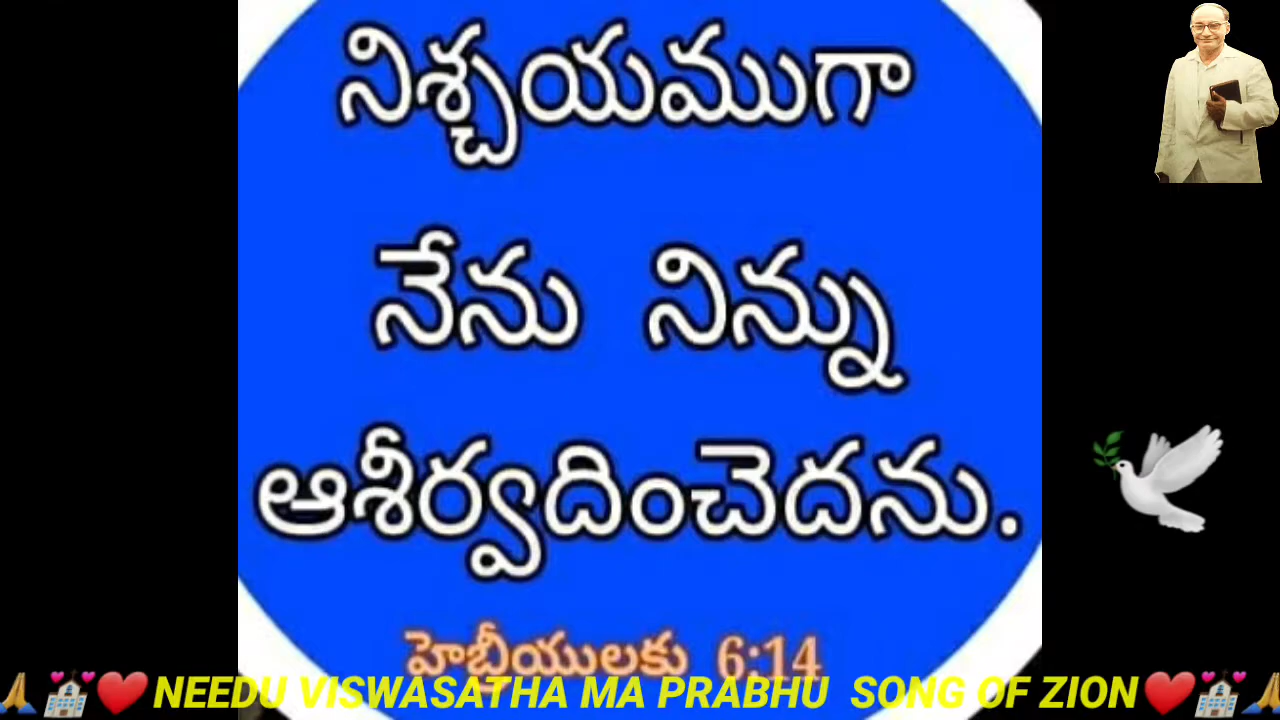 నిశ్చయముగా
నేను నిన్ను
ఆశీర్వదించెదను.
హెబ్రీయులకు 6:14
NEEDU VISWASATHA MA PRABHU SONG OF ZION